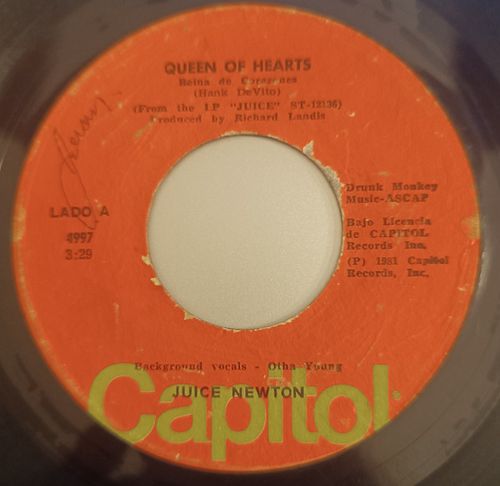 QUEEN OF HEARTS
Reina de Corazones
(Hank DeVito)
(From the LP "JUICE" ST-12136)
Produced by Richard Landis
LADO A
4997
3:29
Drunk Monkey
Music-ASCAP
Bajo Licencia
de CAPITOL
Records Inc.
(P) 1981 Capitol
Records, Inc.
Background vocals - Otha Young
JUICE NEWTON
Capitol®